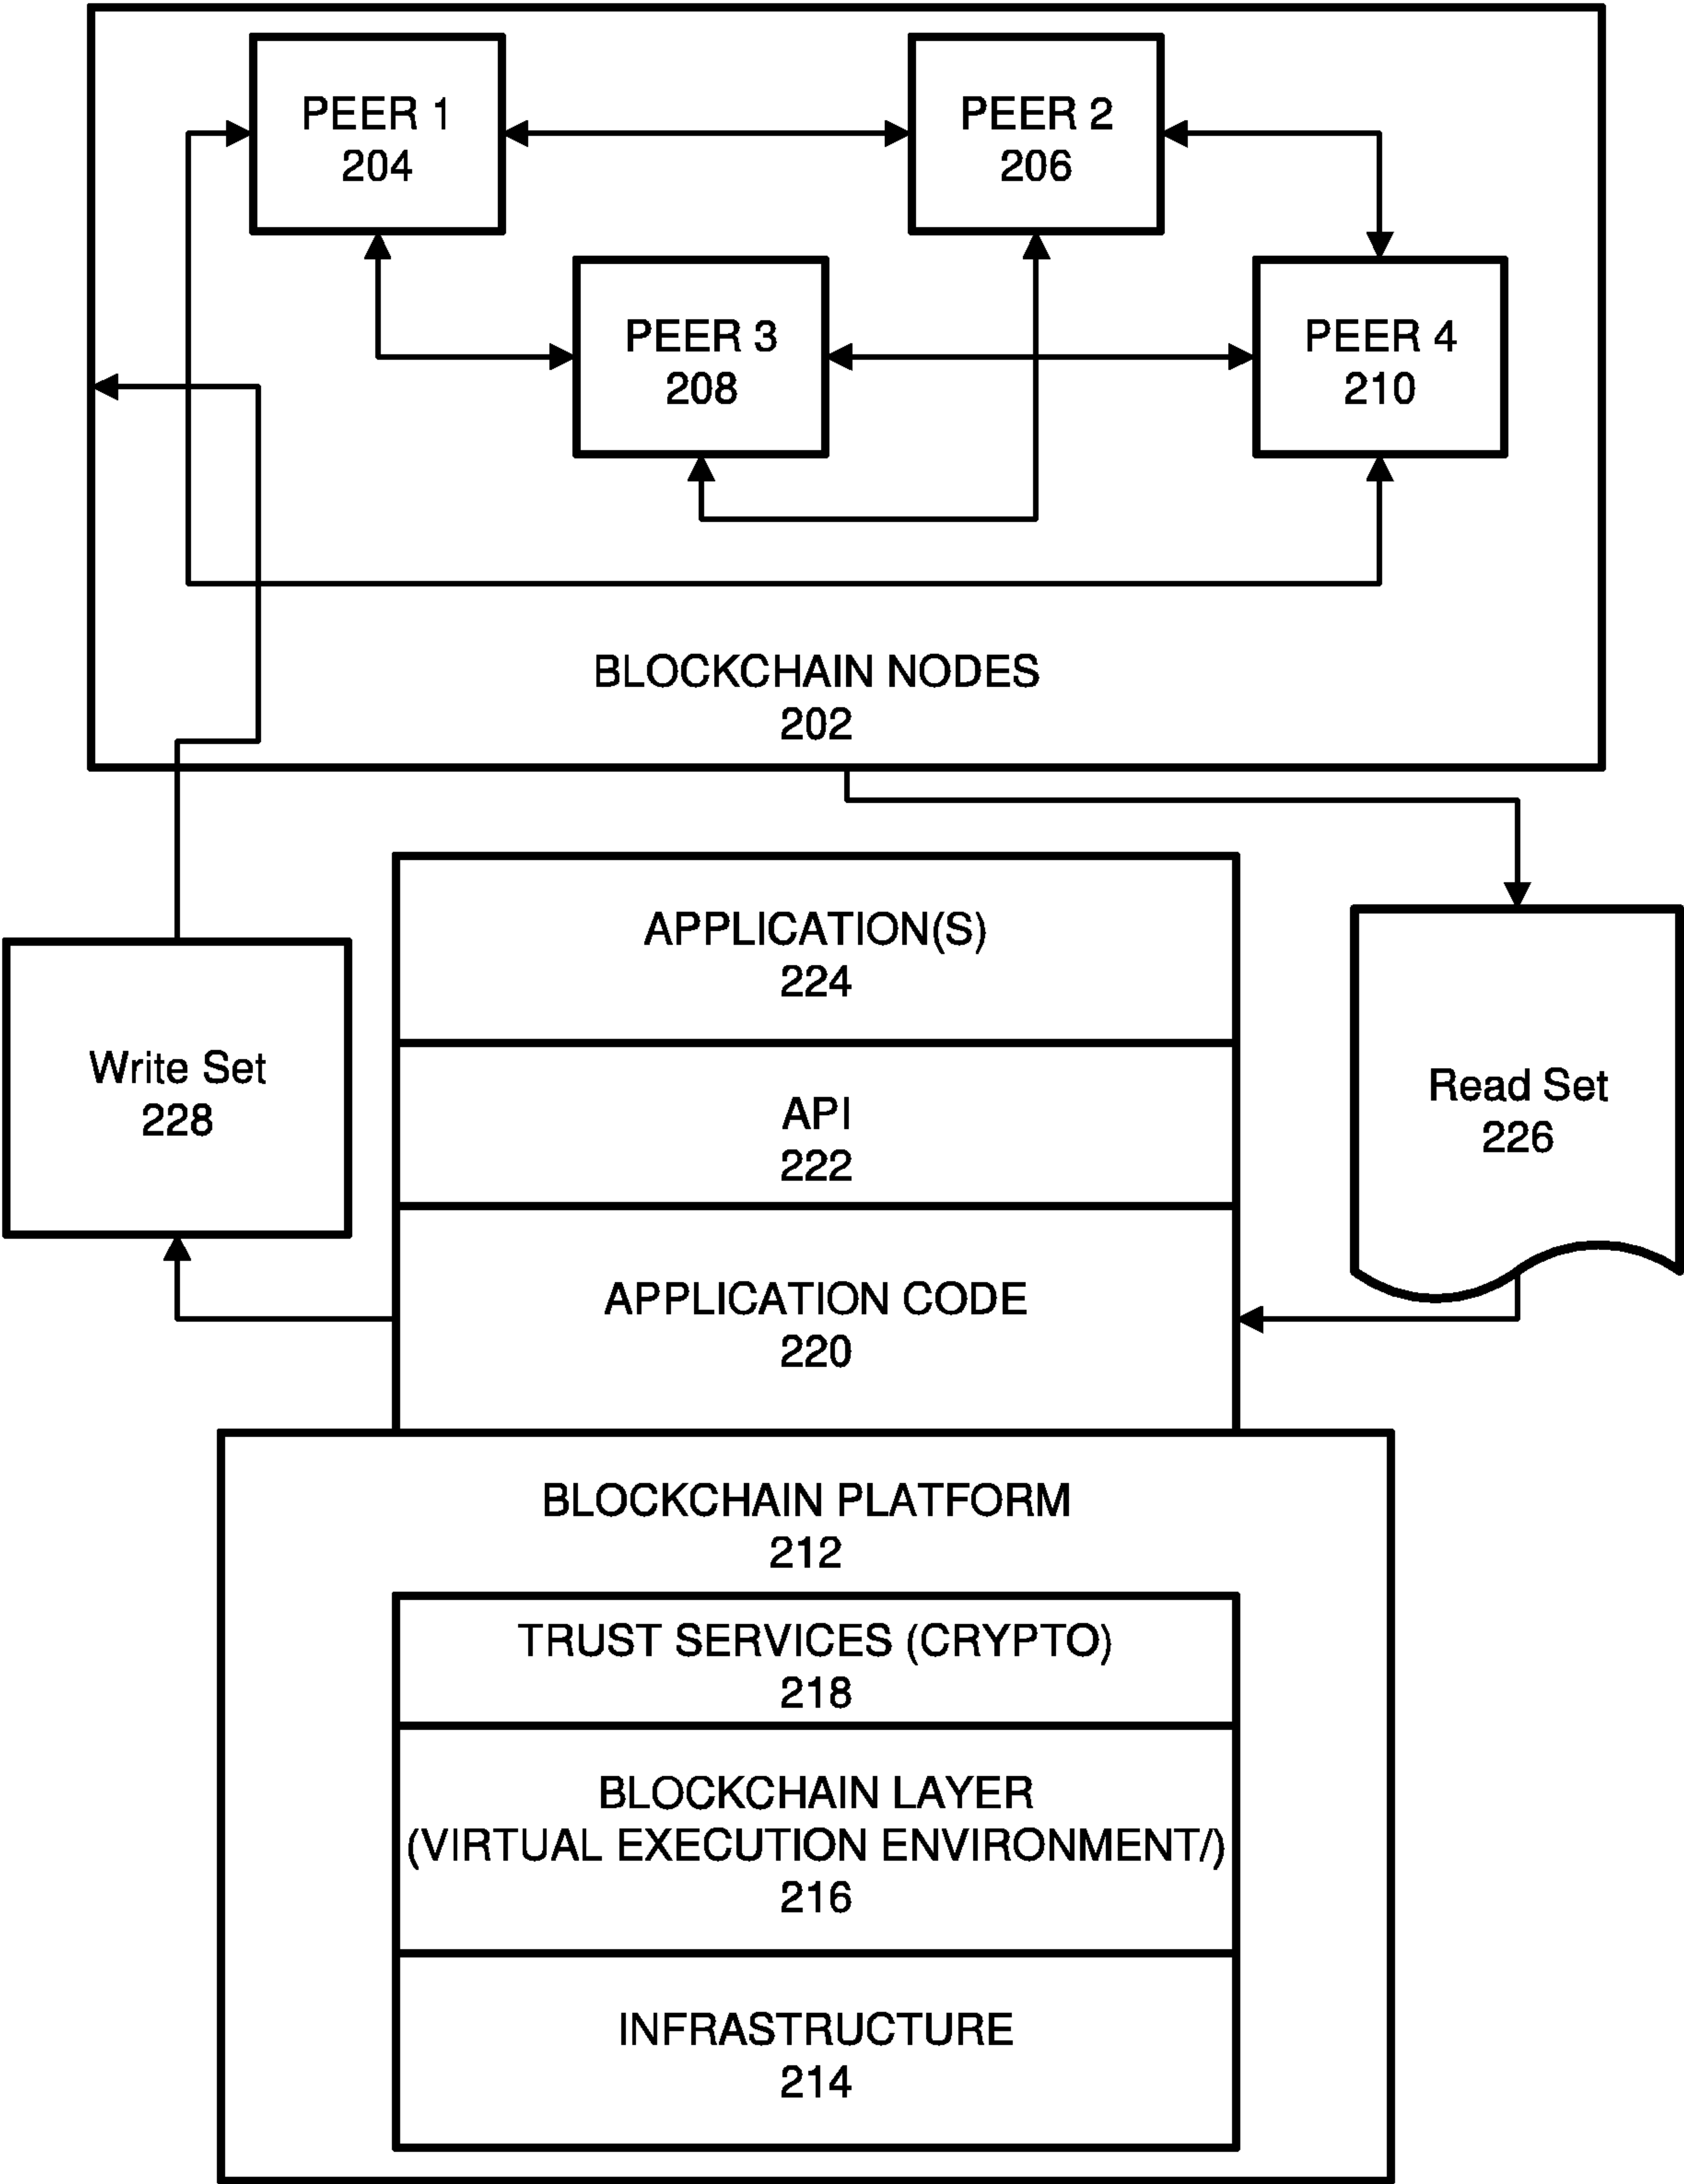 PEER 1
204
PEER 2
206
PEER 3
208
PEER 4
210
BLOCKCHAIN NODES
202
APPLICATION(S)
224
Write Set
228
API
222
Read Set
226
APPLICATION CODE
220
BLOCKCHAIN PLATFORM
212
TRUST SERVICES (CRYPTO)
218
BLOCKCHAIN LAYER
(VIRTUAL EXECUTION ENVIRONMENT/)
216
INFRASTRUCTURE
214